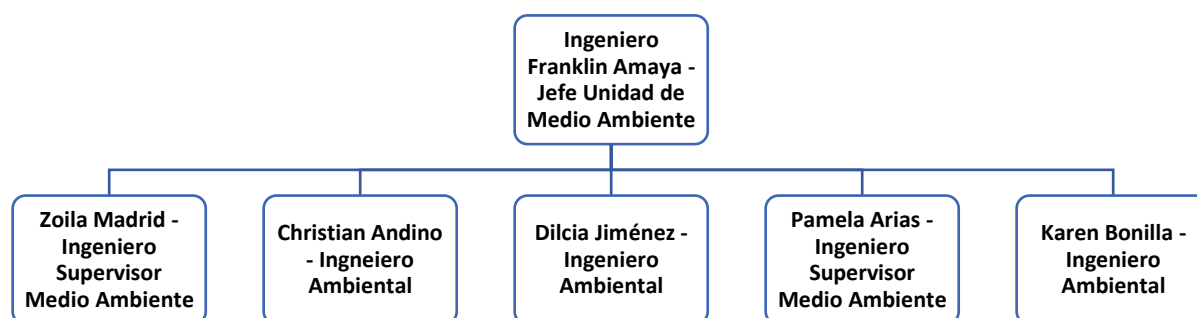 Ingeniero
Franklin Amaya -
Jefe Unidad de
Medio Ambiente
Zoila Madrid -
Ingeniero
Supervisor
Medio Ambiente
Christian Andino
- Ingneiero
Ambiental
Dilcia Jiménez -
Ingeniero
Ambiental
Pamela Arias -
Ingeniero
Supervisor
Medio Ambiente
Karen Bonilla -
Ingeniero
Ambiental